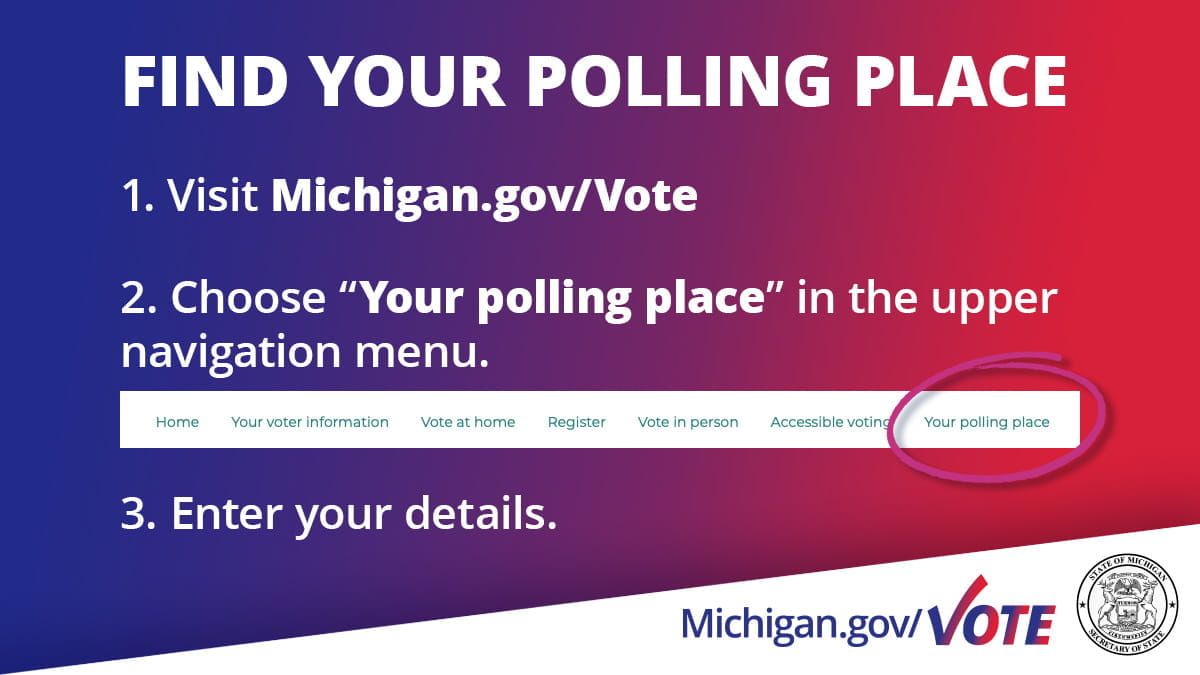 FIND YOUR POLLING PLACE
1. Visit Michigan.gov/Vote
2. Choose “Your polling place” in the upper
navigation menu.
Home Your voter information Vote at home Register Vote in person Accessible voting Your polling place
3. Enter your details.
Michigan.gov/VOTE
STATE OF MICHIGAN
SECRETARY OF STATE